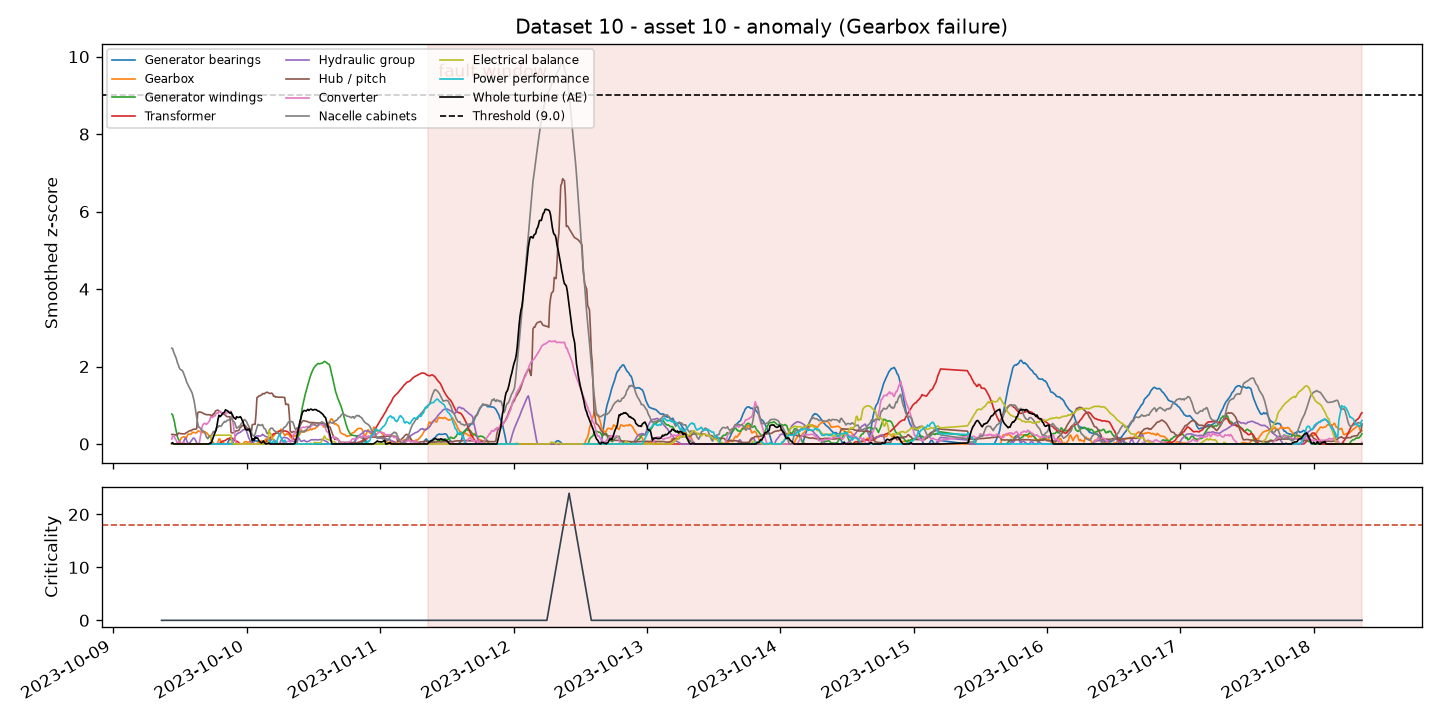 Dataset 10 - asset 10 - anomaly (Gearbox failure)
Generator bearings
Gearbox
Generator windings
Transformer
Hydraulic group
Hub / pitch
Converter
Nacelle cabinets
Electrical balance
Power performance
Whole turbine (AE)
Threshold (9.0)
fault window
Smoothed z-score
10
8
6
4
2
0
Criticality
20
10
0
2023-10-09
2023-10-10
2023-10-11
2023-10-12
2023-10-13
2023-10-14
2023-10-15
2023-10-16
2023-10-17
2023-10-18